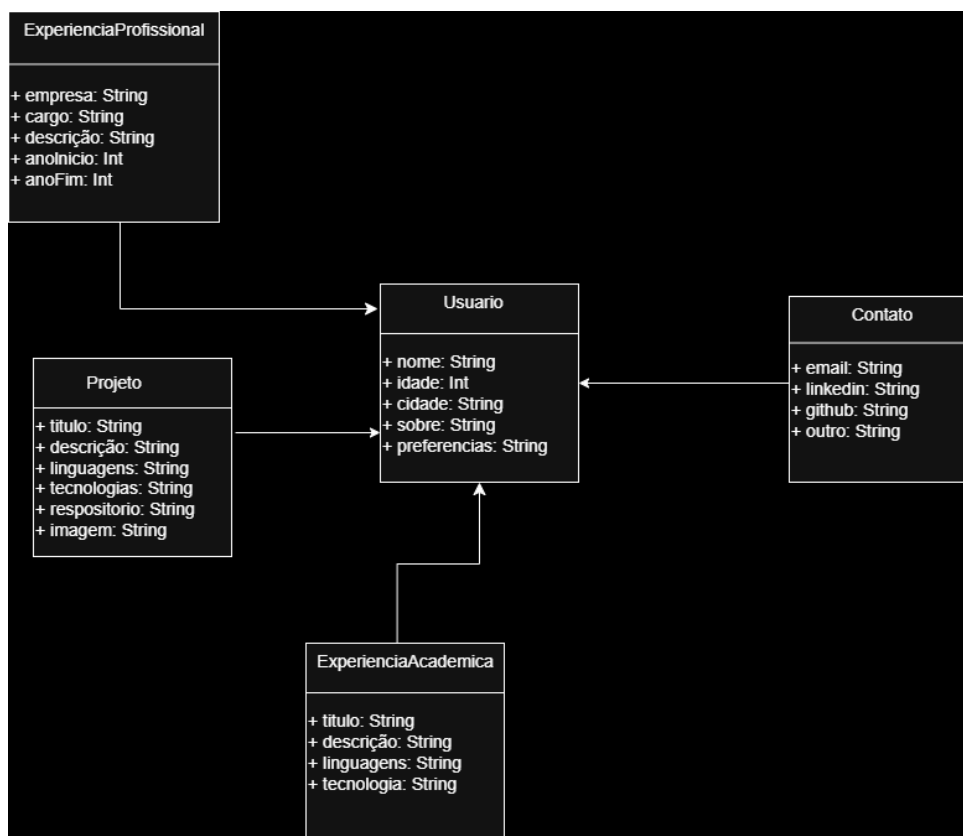 ExperienciaProfissional
+ empresa: String
+ cargo: String
+ descrição: String
+ anoInicio: Int
+ anoFim: Int
Usuario
+ nome: String
+ idade: Int
+ cidade: String
+ sobre: String
+ preferencias: String
Contato
+ email: String
+ linkedin: String
+ github: String
+ outro: String
Projeto
+ titulo: String
+ descrição: String
+ linguagens: String
+ tecnologias: String
+ respositorio: String
+ imagem: String
ExperienciaAcademica
+ titulo: String
+ descrição: String
+ linguagens: String
+ tecnologia: String